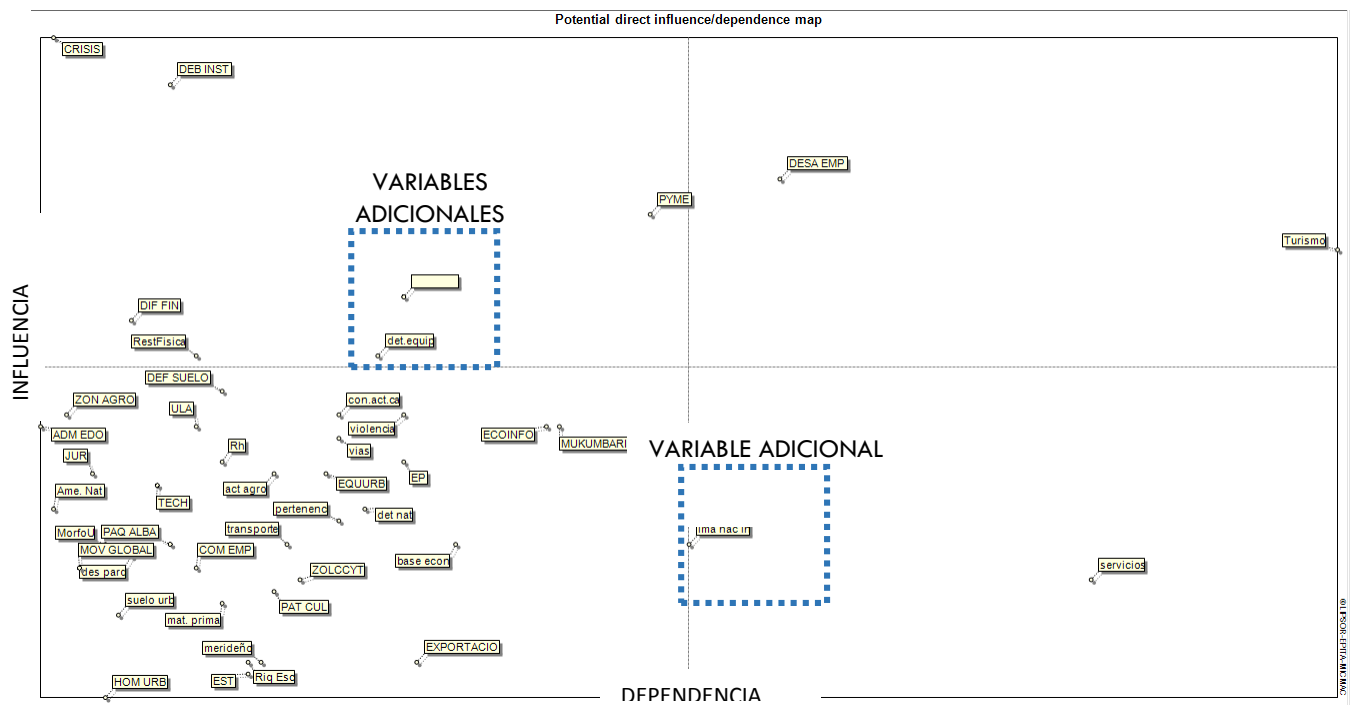 Potential direct influence/dependence map
CRISIS
DEB INST
DESA EMP
VARIABLES
ADICIONALES
PYME
Turismo
DIF FIN
RestFisica
det.equip
INFLUENCIA
DEF SUELO
ZON AGRO
ULA
con.act.ca
ADM EDO
violencia
ECOINFO
MUKUMBARI
VARIABLE ADICIONAL
JUR
Rh
vias
Ame. Nat
act agro
EQUURB
EP
TECH
pertenenc
det nat
MorfoU
PAQ ALBA
transporte
MOV GLOBAL
COM EMP
base econ
des parc
ZOLCCYT
servicios
suelo urb
mat. prima
PAT CUL
merideño
EXPORTACIO
HOM URB
EST
Riq Esc
DEPENDENCIA
©LIPSOR-EPITA-MICMAC